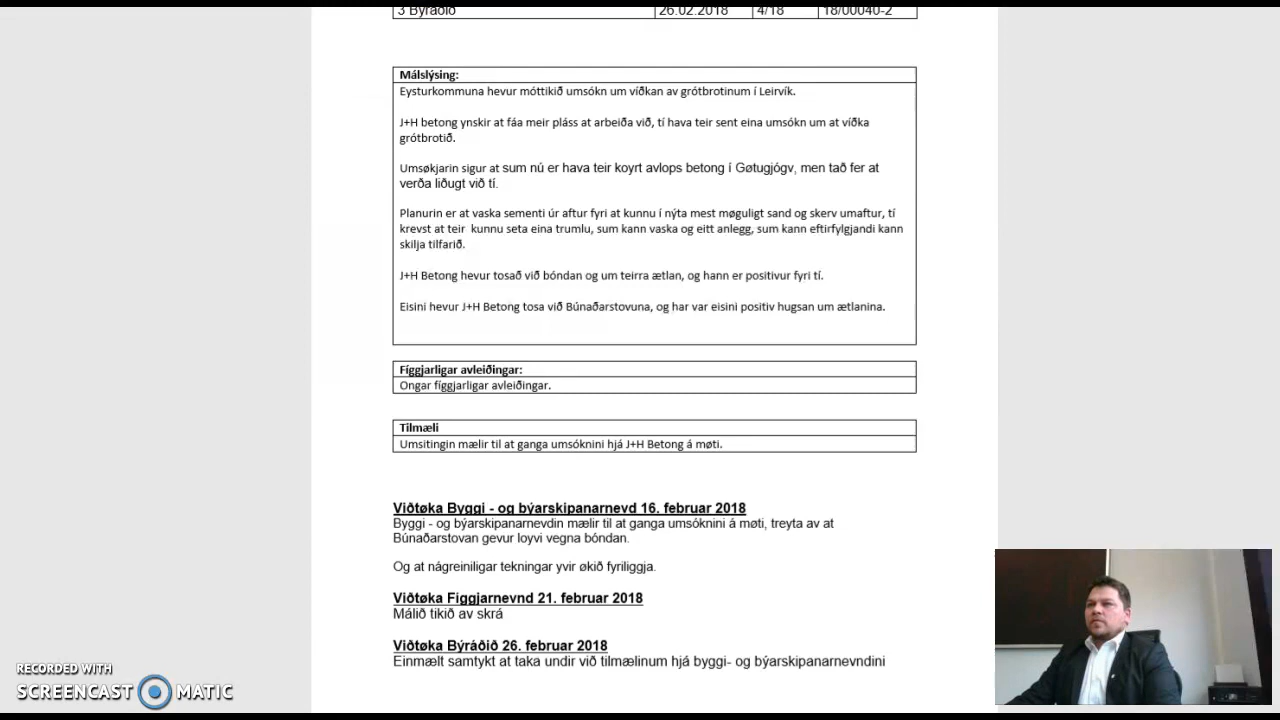 3 Býráðið 26.02.2018 4/18 18/00040-2
Málslýsing:
Eysturkommuna hevur móttikið umsókn um víðkan av grótbrotinum í Leirvík.
J+H betong ynskir at fáa meir pláss at arbeiða við, tí hava teir sent eina umsókn um at víðka
grótbrotið.
Umsøkjarin sigur at sum nú er hava teir koyrt avlops betong í Gøtugjógv, men tað fer at
verða liðugt við tí.
Planurin er at vaska sementi úr aftur fyri at kunnu í nýta mest møguligt sand og skerv umaftur, tí
krevst at teir kunnu seta eina trumlu, sum kann vaska og eitt anlegg, sum kann eftirfylgjandi kann
skilja tilfarið.
J+H Betong hevur tosað við bóndan og um teirra ætlan, og hann er positivur fyri tí.
Eisini hevur J+H Betong tosa við Búnaðarstovuna, og har var eisini positiv hugsan um ætlanina.
Fíggjarligar avleiðingar:
Ongar fíggjarligar avleiðingar.
Tilmæli
Umsitingin mælir til at ganga umsóknini hjá J+H Betong á møti.
Viðtøka Byggi - og býarskipanarnevd 16. februar 2018
Byggi - og býarskipanarnevdin mælir til at ganga umsóknini á møti, treyta av at
Búnaðarstovan gevur loyvi vegna bóndan.
Og at nágreiniligar tekningar yvir økið fyriliggja.
Viðtøka Fíggjarnevnd 21. februar 2018
Málið tikið av skrá
Viðtøka Býráðið 26. februar 2018
Einmælt samtykt at taka undir við tilmælinum hjá byggi- og býarskipanarnevndini
RECORDED WITH
SCREENCAST MATIC